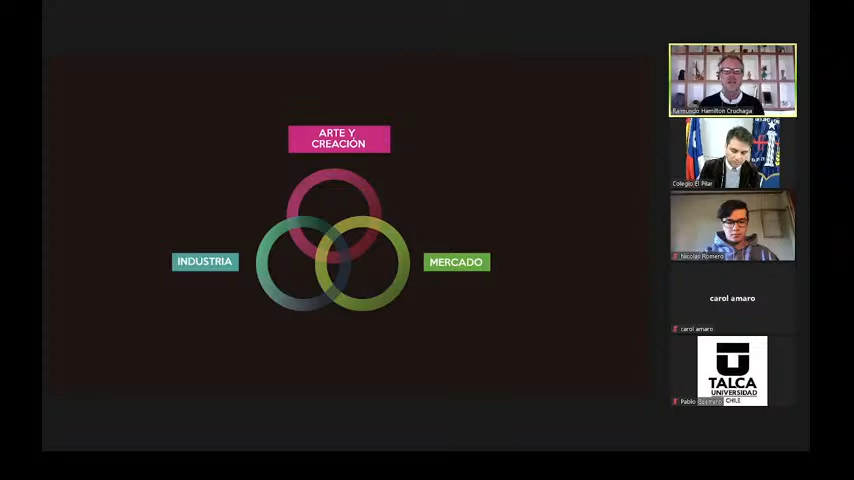 ARTE Y
CREACIÓN
INDUSTRIA
MERCADO
Raimundo Hamilton Cruchaga
Colegio El Pilar
Nicolas Romero
carol amaro
carol amaro
TALCA
UNIVERSIDAD
CHILE
Pablo